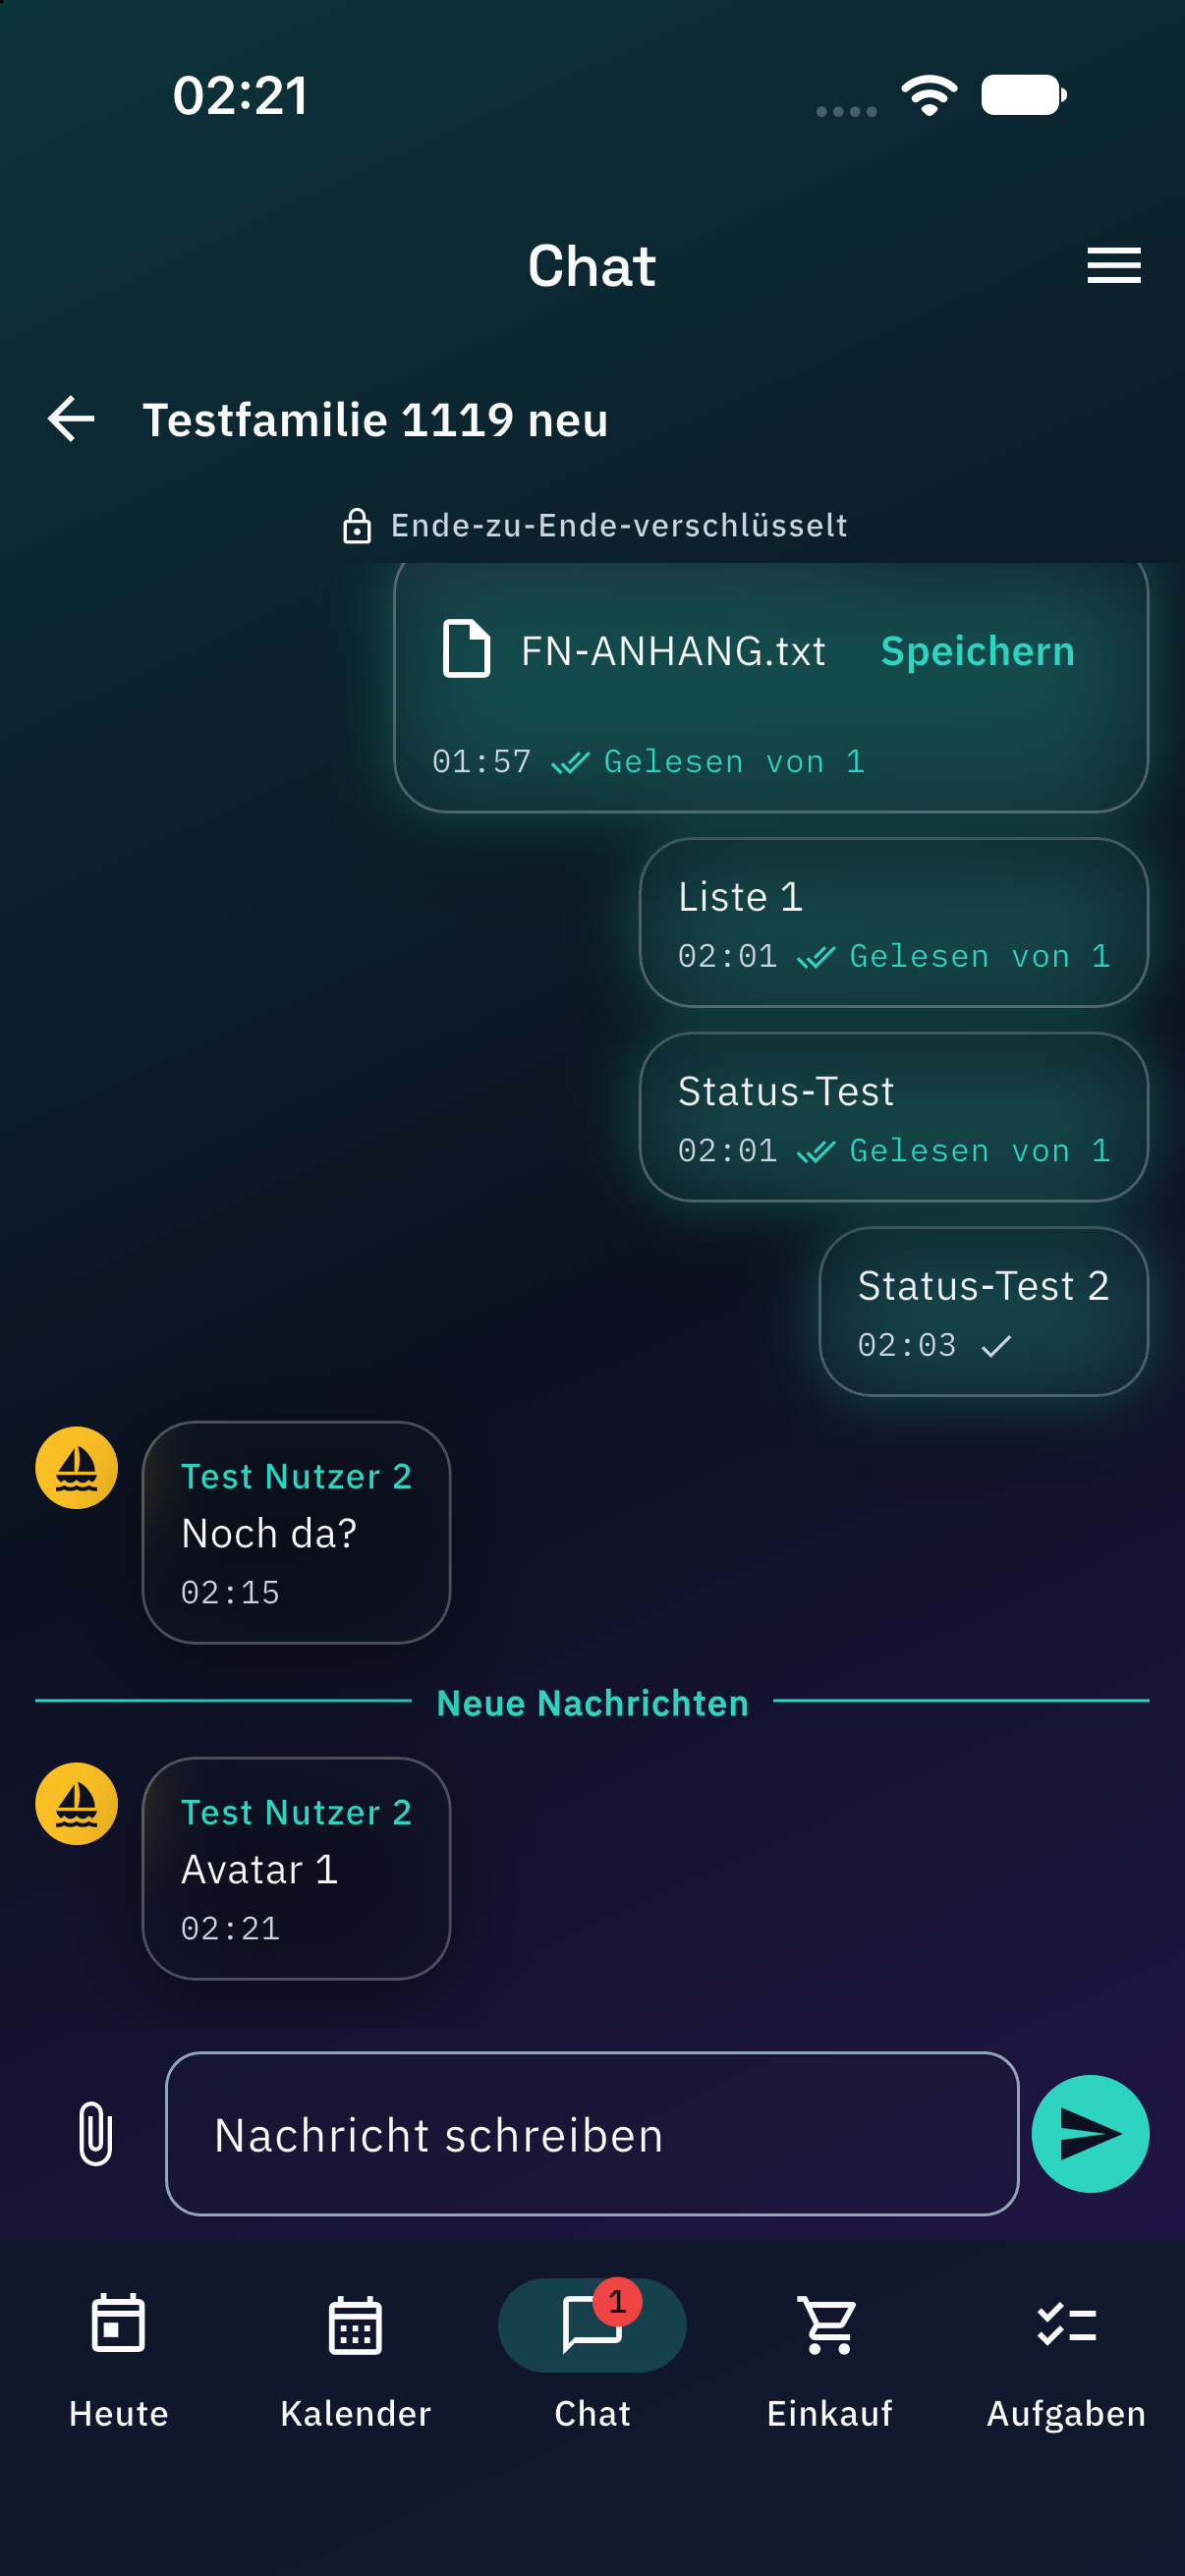 02:21
Chat
Testfamilie 1119 neu
Ende-zu-Ende-verschlüsselt
FN-ANHANG.txt Speichern
01:57 Gelesen von 1
Liste 1
02:01 Gelesen von 1
Status-Test
02:01 Gelesen von 1
Status-Test 2
02:03
Test Nutzer 2
Noch da?
02:15
Neue Nachrichten
Test Nutzer 2
Avatar 1
02:21
Nachricht schreiben
1
Heute Kalender Chat Einkauf Aufgaben